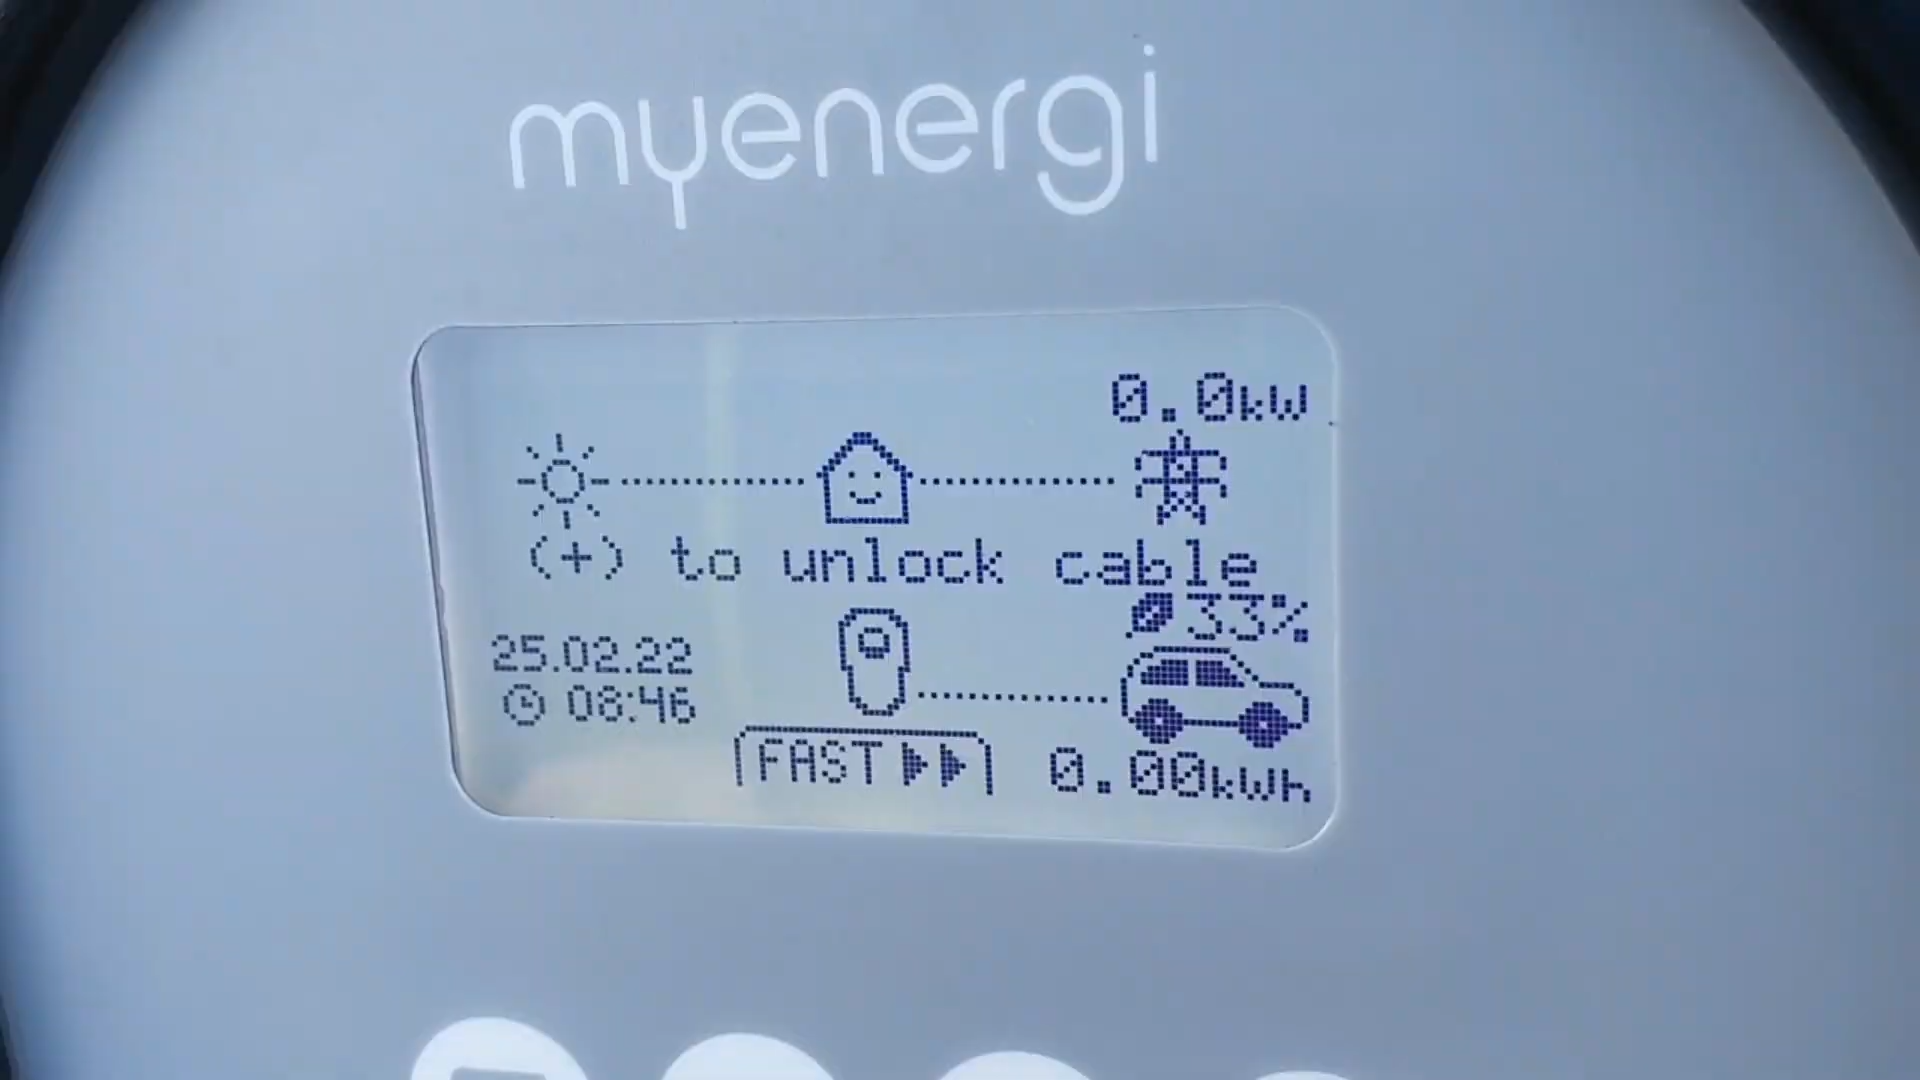 myenergi
0.0kW
(+) to unlock cable
33%
25.02.22
08:46
FAST
0.00kWh